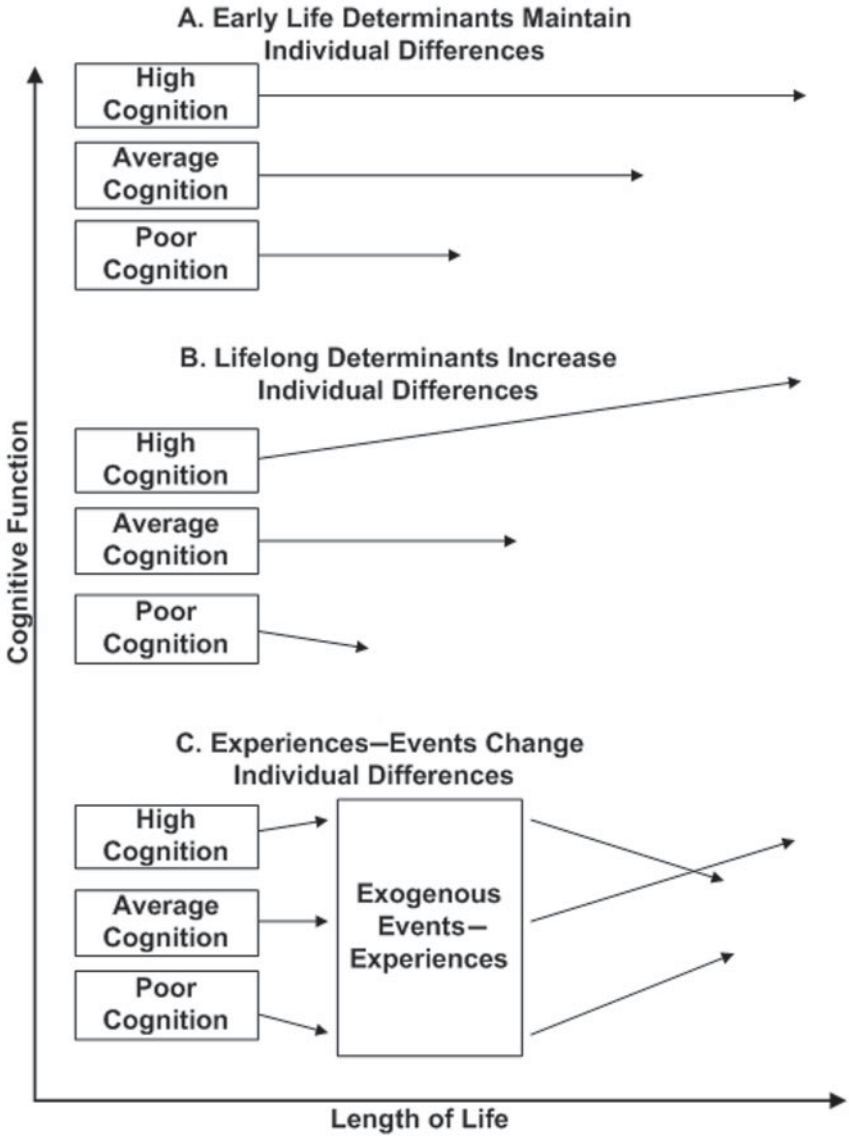 A. Early Life Determinants Maintain
Individual Differences
High
Cognition
Average
Cognition
Poor
Cognition
B. Lifelong Determinants Increase
Individual Differences
High
Cognition
Average
Cognition
Poor
Cognition
Cognitive Function
C. Experiences—Events Change
Individual Differences
High
Cognition
Average
Cognition
Poor
Cognition
Exogenous
Events—
Experiences
Length of Life